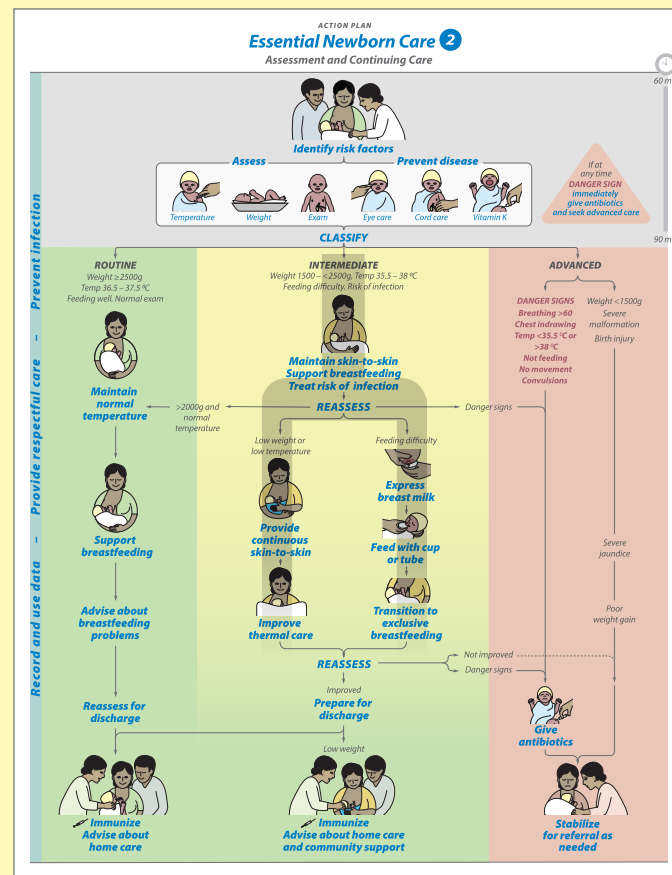 ACTION PLAN
Essential Newborn Care 2
Assessment and Continuing Care
60 m
Identify risk factors
Assess
Prevent disease
Temperature
Weight
Exam
Eye care
Cord care
Vitamin K
If at
any time
DANGER SIGN
immediately
give antibiotics
and seek advanced care
90 m
CLASSIFY
Record and use data – Provide respectful care – Prevent infection
ROUTINE
Weight ≥2500g
Temp 36.5 – 37.5 ºC
Feeding well. Normal exam
Maintain
normal
temperature
Support
breastfeeding
Advise about
breastfeeding
problems
Reassess for
discharge
Immunize
Advise about
home care
INTERMEDIATE
Weight 1500 – <2500g, Temp 35.5 – 38 ºC
Feeding difficulty. Risk of infection
Maintain skin-to-skin
Support breastfeeding
Treat risk of infection
REASSESS
>2000g and
normal
temperature
Danger signs
Low weight or
low temperature
Provide
continuous
skin-to-skin
Improve
thermal care
Feeding difficulty
Express
breast milk
Feed with cup
or tube
Transition to
exclusive
breastfeeding
REASSESS
Not improved
Danger signs
Improved
Prepare for
discharge
Low weight
Immunize
Advise about home care
and community support
ADVANCED
DANGER SIGNS
Breathing >60
Chest indrawing
Temp <35.5 ºC or
>38 ºC
Not feeding
No movement
Convulsions
Weight <1500g
Severe
malformation
Birth injury
Severe
jaundice
Poor
weight gain
Give
antibiotics
Stabilize
for referral as
needed